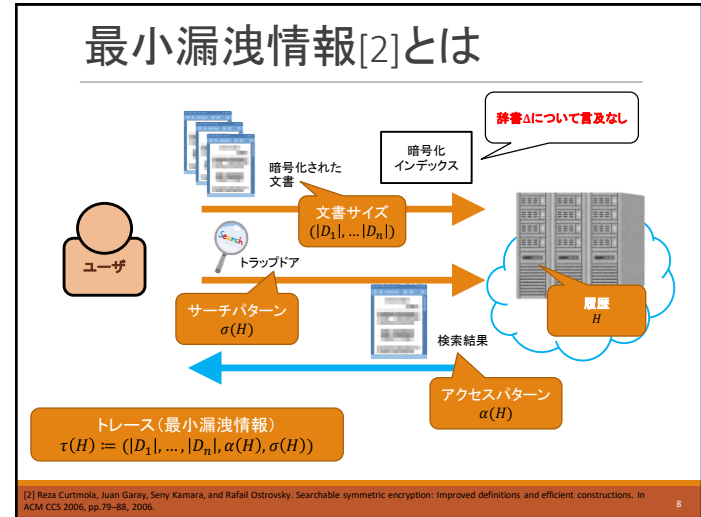 最小漏洩情報[2]とは
辞書Δについて言及なし
暗号化された
文書
暗号化
インデックス
文書サイズ
(|D₁|, … |Dₙ|)
Search
トラップドア
ユーザ
サーチパターン
σ(H)
履歴
H
検索結果
アクセスパターン
α(H)
トレース(最小漏洩情報)
τ(H) ≔ (|D₁|, … , |Dₙ|, α(H), σ(H))
[2] Reza Curtmola, Juan Garay, Seny Kamara, and Rafail Ostrovsky. Searchable symmetric encryption: Improved definitions and efficient constructions. In
ACM CCS 2006, pp.79–88, 2006.
8